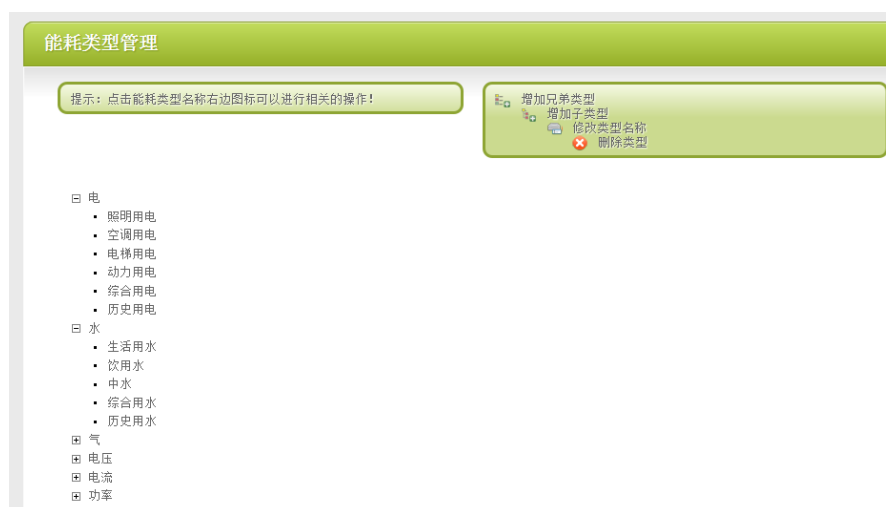 能耗类型管理
提示：点击能耗类型名称右边图标可以进行相关的操作！
增加兄弟类型
增加子类型
修改类型名称
删除类型
电
照明用电
空调用电
电梯用电
动力用电
综合用电
历史用电
水
生活用水
饮用水
中水
综合用水
历史用水
气
电压
电流
功率